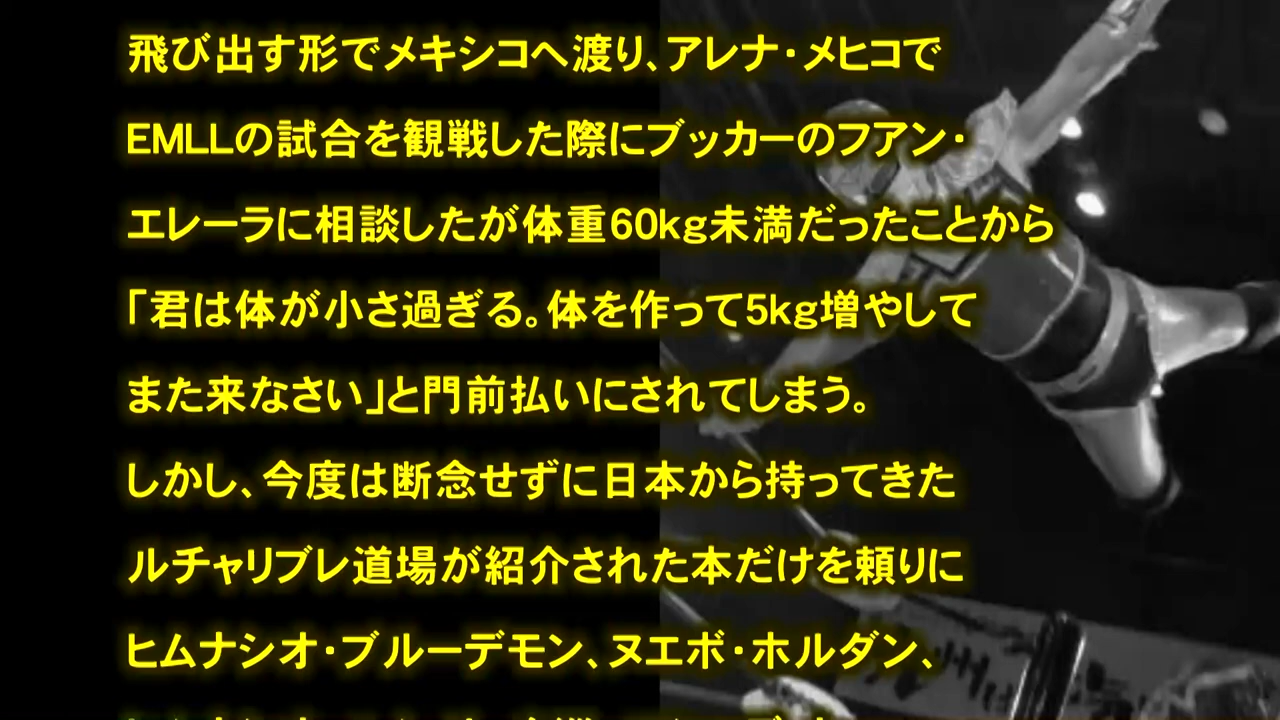 飛び出す形でメキシコへ渡り、アレナ・メヒコで
EMLLの試合を観戦した際にブッカーのフアン・
エレーラに相談したが体重60kg未満だったことから
「君は体が小さ過ぎる。体を作って5kg増やして
また来なさい」と門前払いにされてしまう。
しかし、今度は断念せずに日本から持ってきた
ルチャリブレ道場が紹介された本だけを頼りに
ヒムナシオ・ブルーデモン、ヌエボ・ホルダン、